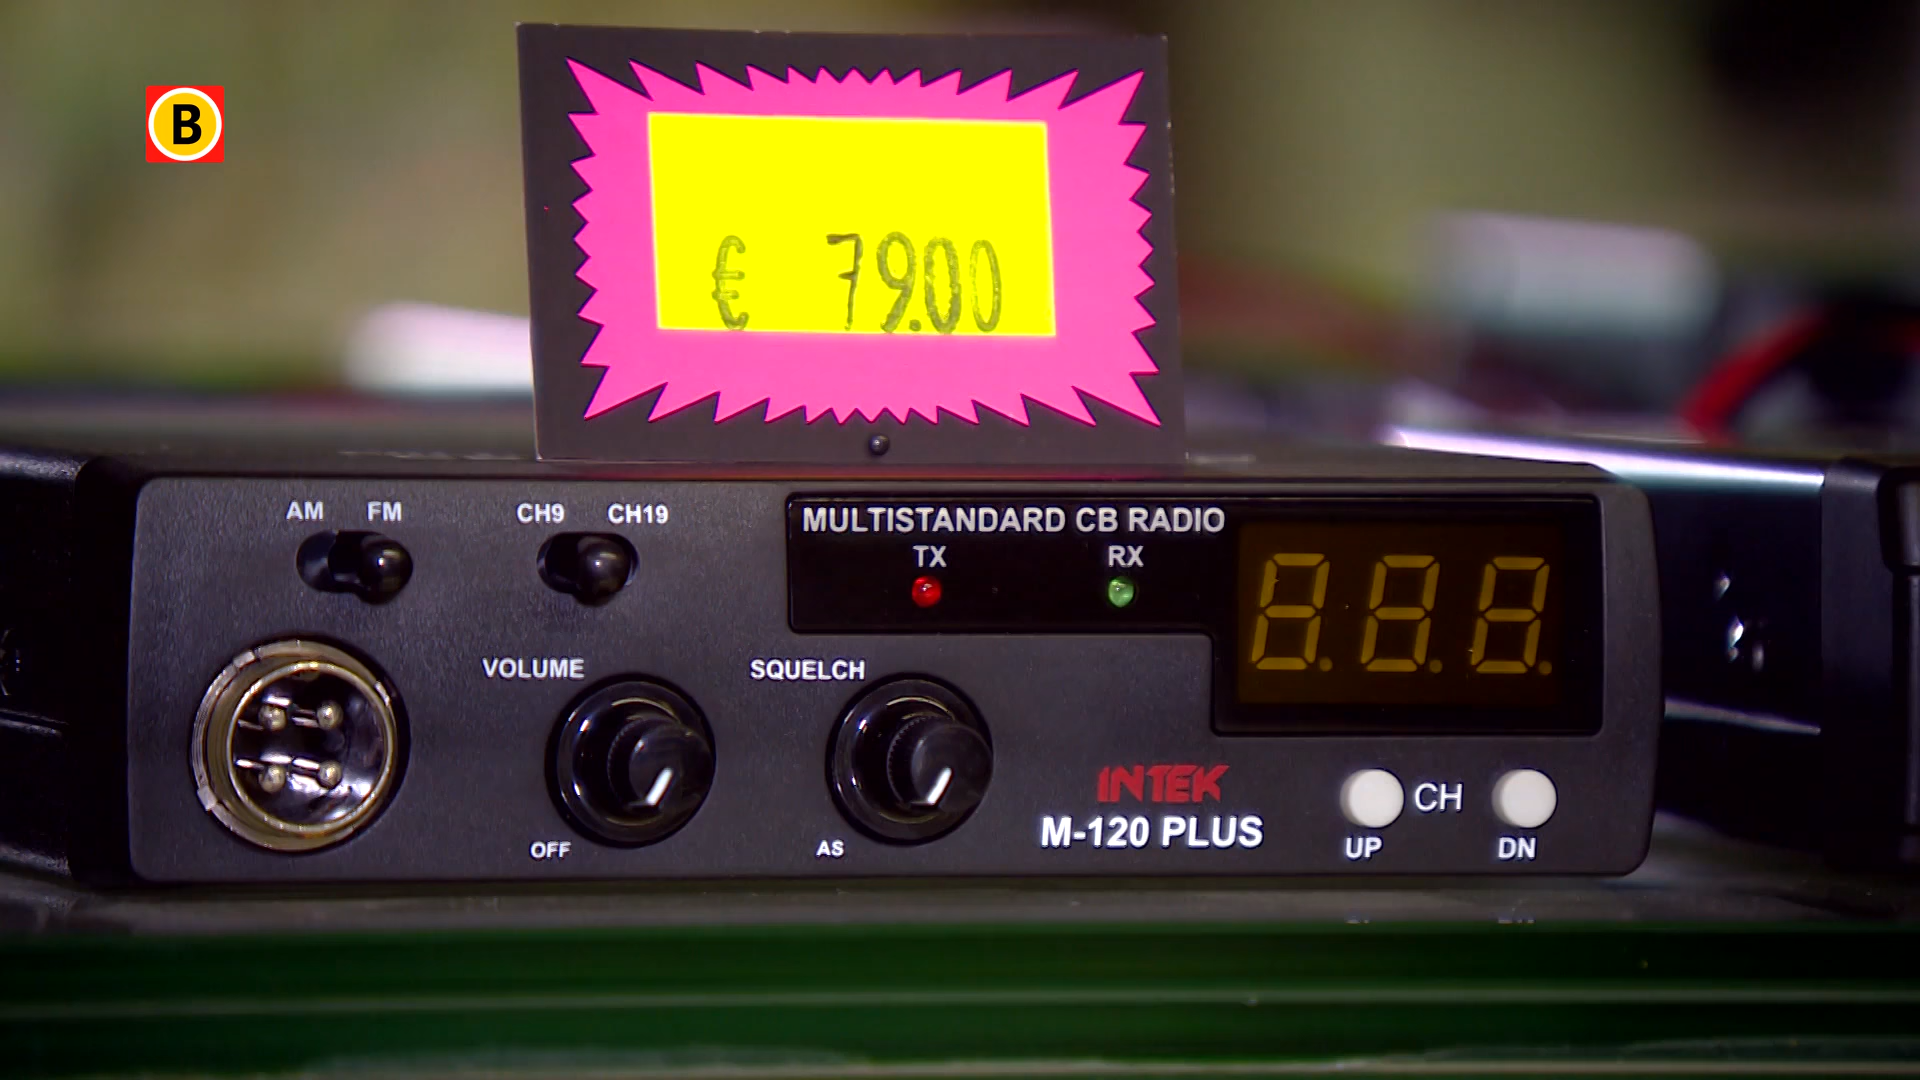 B
€ 79.00
AM FM
CH9 CH19
MULTISTANDARD CB RADIO
TX RX
VOLUME
SQUELCH
OFF
AS
INTEK
M-120 PLUS
CH
UP DN